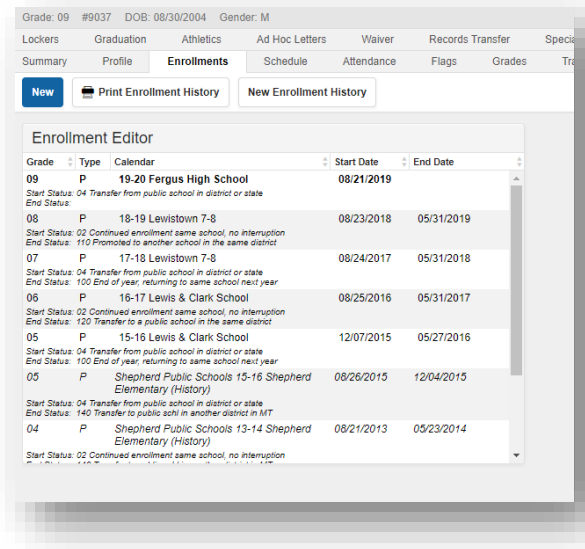 Grade: 09 #9037 DOB: 08/30/2004 Gender: M
Lockers Graduation Athletics Ad Hoc Letters Waiver Records Transfer
Summary Profile Enrollments Schedule Attendance Flags Grades
New Print Enrollment History New Enrollment History
Enrollment Editor
Grade Type Calendar Start Date End Date
09 P 19-20 Fergus High School 08/21/2019
Start Status: 04 Transfer from public school in district or state
End Status:
08 P 18-19 Lewistown 7-8 08/23/2018 05/31/2019
Start Status: 02 Continued enrollment same school, no interruption
End Status: 110 Promoted to another school in the same district
07 P 17-18 Lewistown 7-8 08/24/2017 05/31/2018
Start Status: 04 Transfer from public school in district or state
End Status: 100 End of year, returning to same school next year
06 P 16-17 Lewis & Clark School 08/25/2016 05/31/2017
Start Status: 02 Continued enrollment same school, no interruption
End Status: 120 Transfer to a public school in the same district
05 P 15-16 Lewis & Clark School 12/07/2015 05/27/2016
Start Status: 04 Transfer from public school in district or state
End Status: 100 End of year, returning to same school next year
05 P Shepherd Public Schools 15-16 Shepherd 08/26/2015 12/04/2015
Elementary (History)
Start Status: 04 Transfer from public school in district or state
End Status: 140 Transfer to public schl in another district in MT
04 P Shepherd Public Schools 13-14 Shepherd 08/21/2013 05/23/2014
Elementary (History)
Start Status: 02 Continued enrollment same school, no interruption